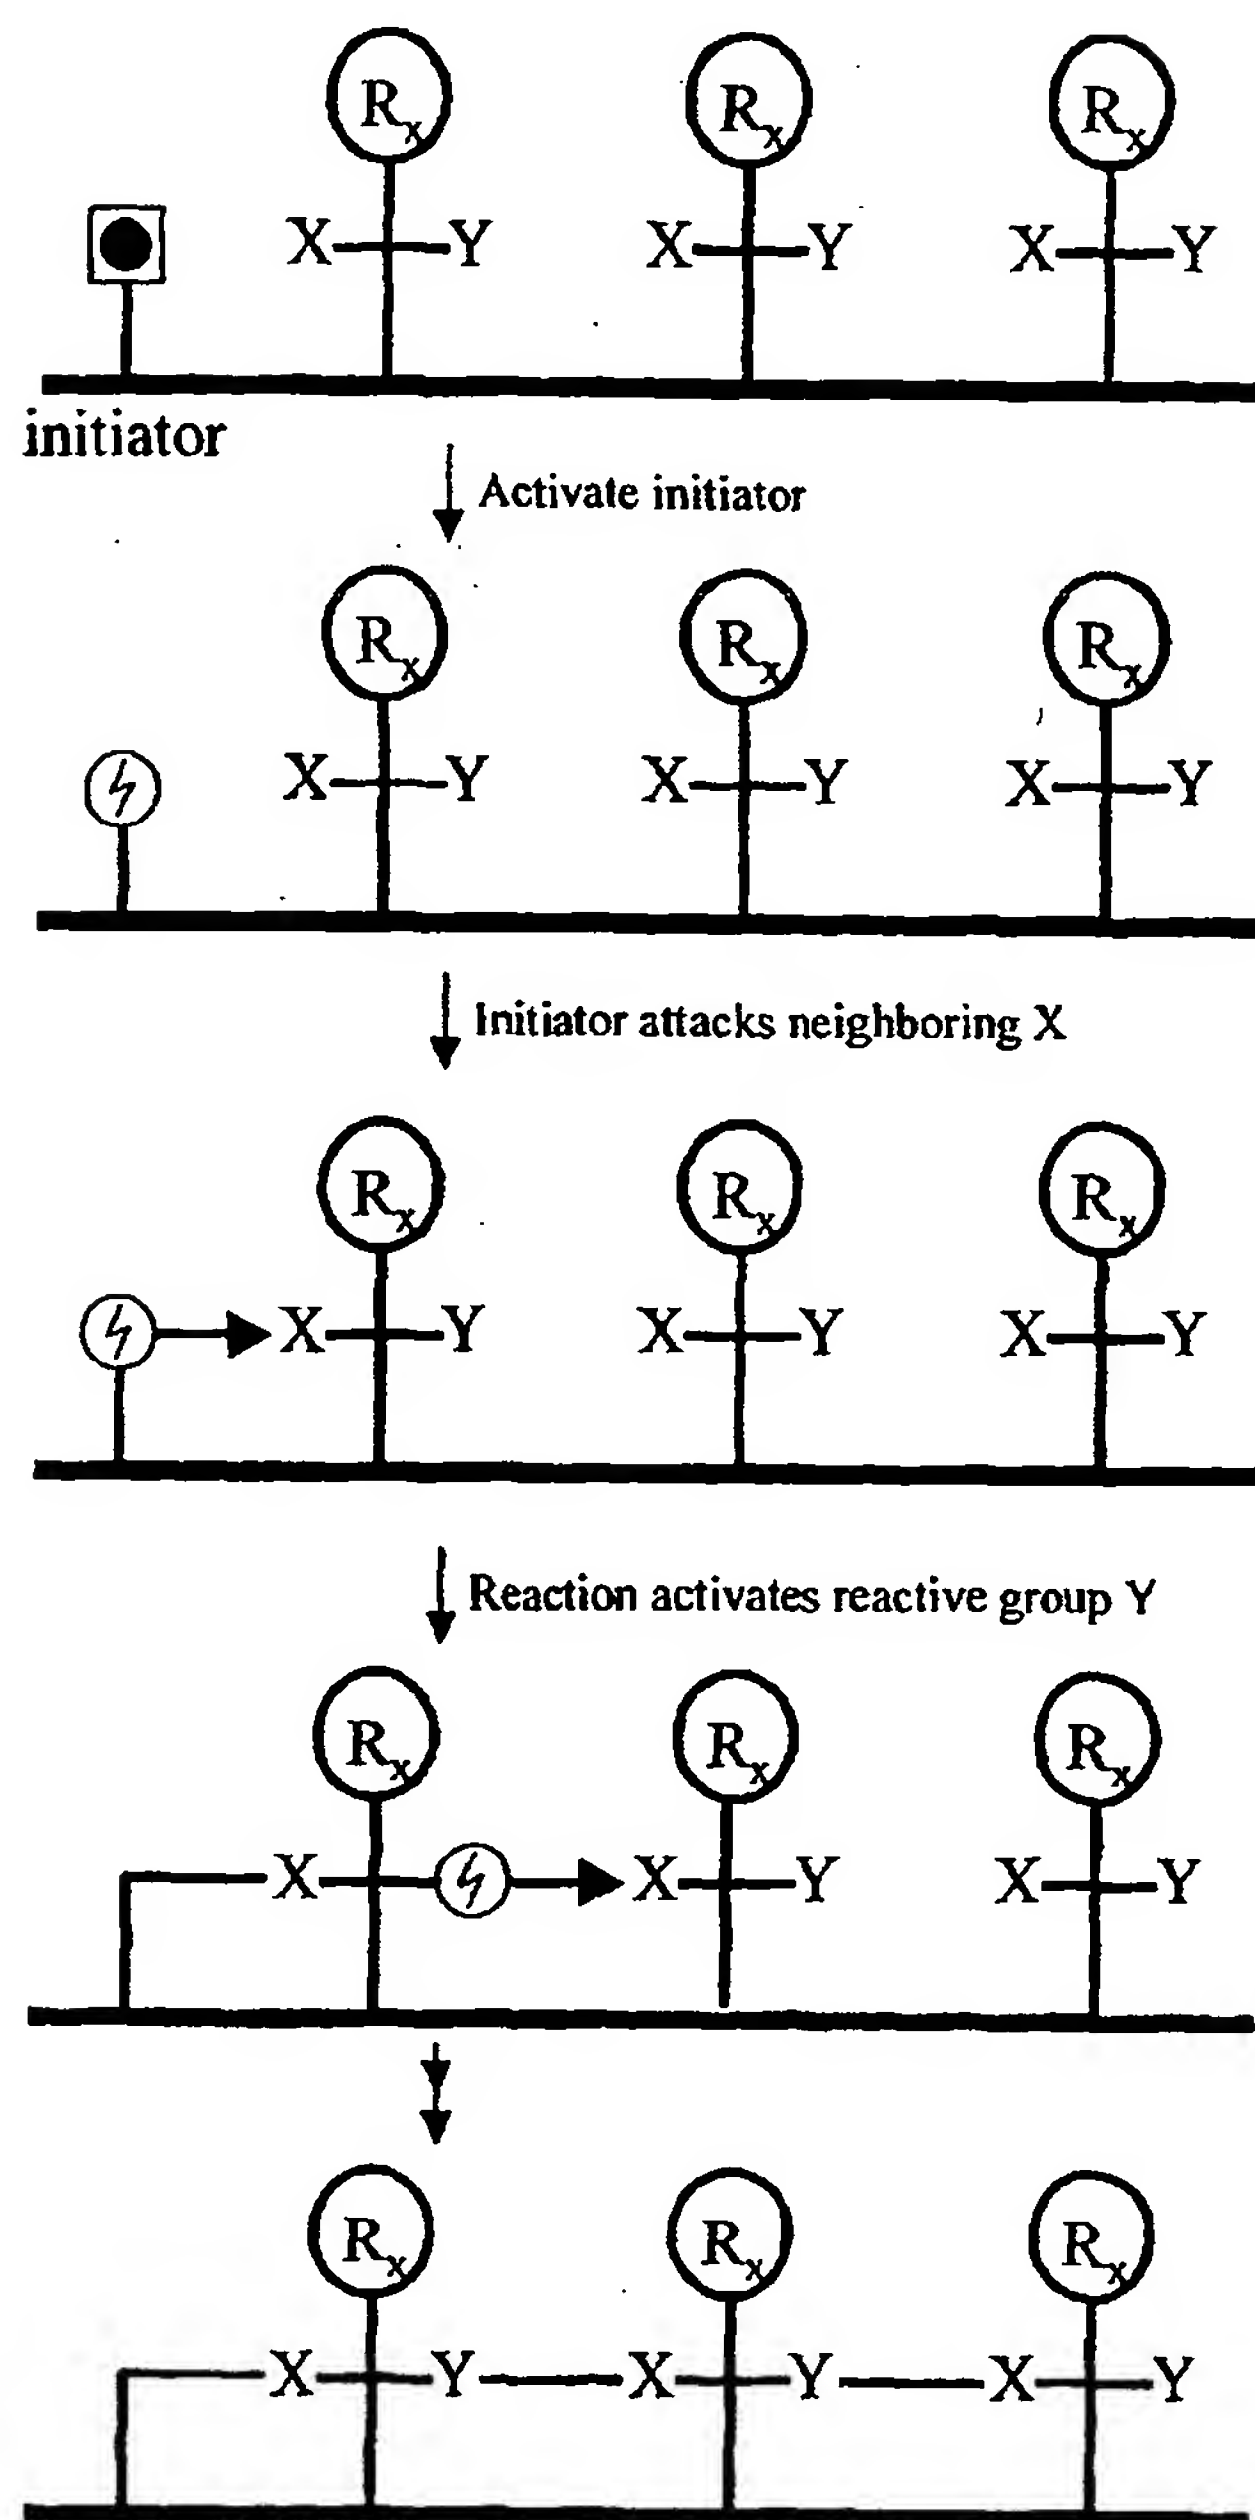 Rx Rx Rx
X Y X Y X Y
initiator
Activate initiator
Rx Rx Rx
X Y X Y X Y
Initiator attacks neighboring X
Rx Rx Rx
X Y X Y X Y
Reaction activates reactive group Y
Rx Rx Rx
X X Y X Y
Rx Rx Rx
X Y X Y X Y